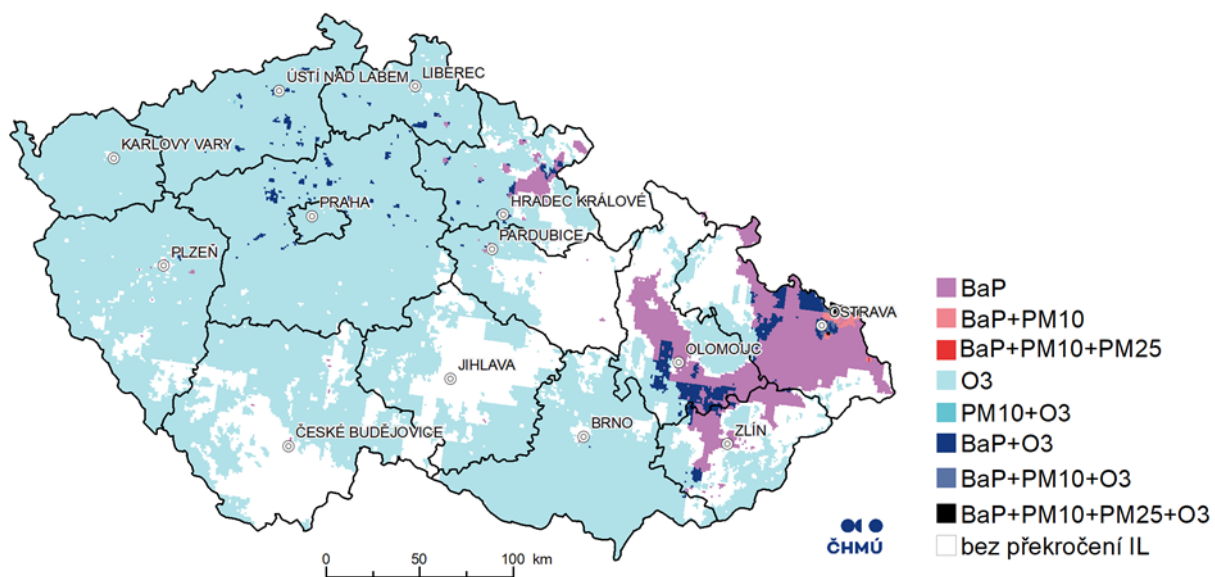 ÚSTÍ NAD LABEM
LIBEREC
KARLOVY VARY
PRAHA
HRADEC KRÁLOVÉ
PARDUBICE
PLZEŇ
OSTRAVA
OLOMOUC
JIHLAVA
BRNO
ZLÍN
ČESKÉ BUDĚJOVICE
BaP
BaP+PM10
BaP+PM10+PM25
O3
PM10+O3
BaP+O3
BaP+PM10+O3
BaP+PM10+PM25+O3
bez překročení IL
ČHMÚ
0 50 100 km